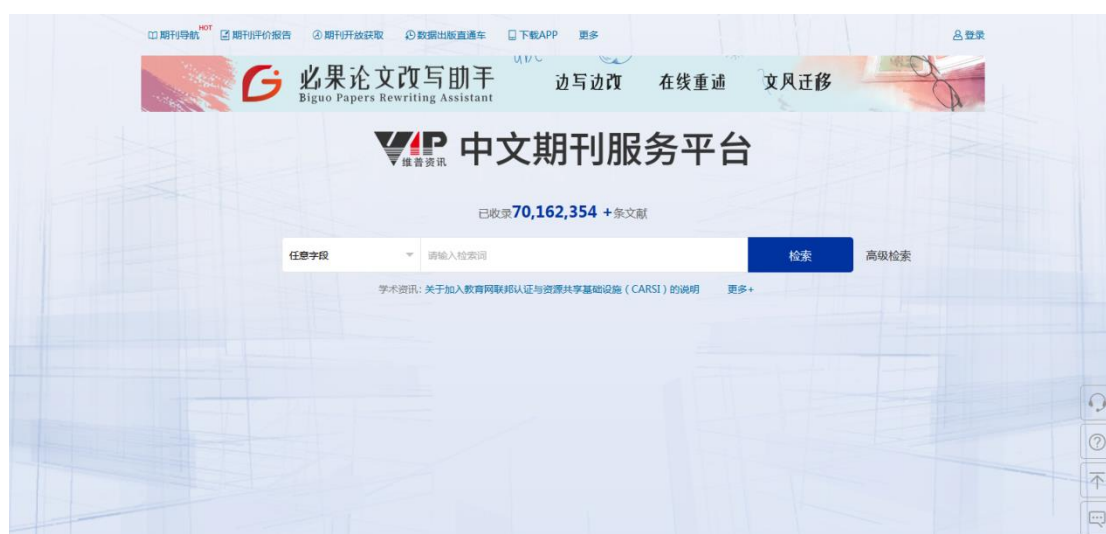 期刊导航 HOT 期刊评价报告 期刊开放获取 数据出版直通车 下载APP 更多 登录
必果论文改写助手 边写边改 在线重述 文风迁移
Biguo Papers Rewriting Assistant
VIP 维普资讯 中文期刊服务平台
已收录70,162,354 +条文献
任意字段 请输入检索词 检索 高级检索
学术资讯: 关于加入教育网联邦认证与资源共享基础设施(CARSI)的说明 更多+